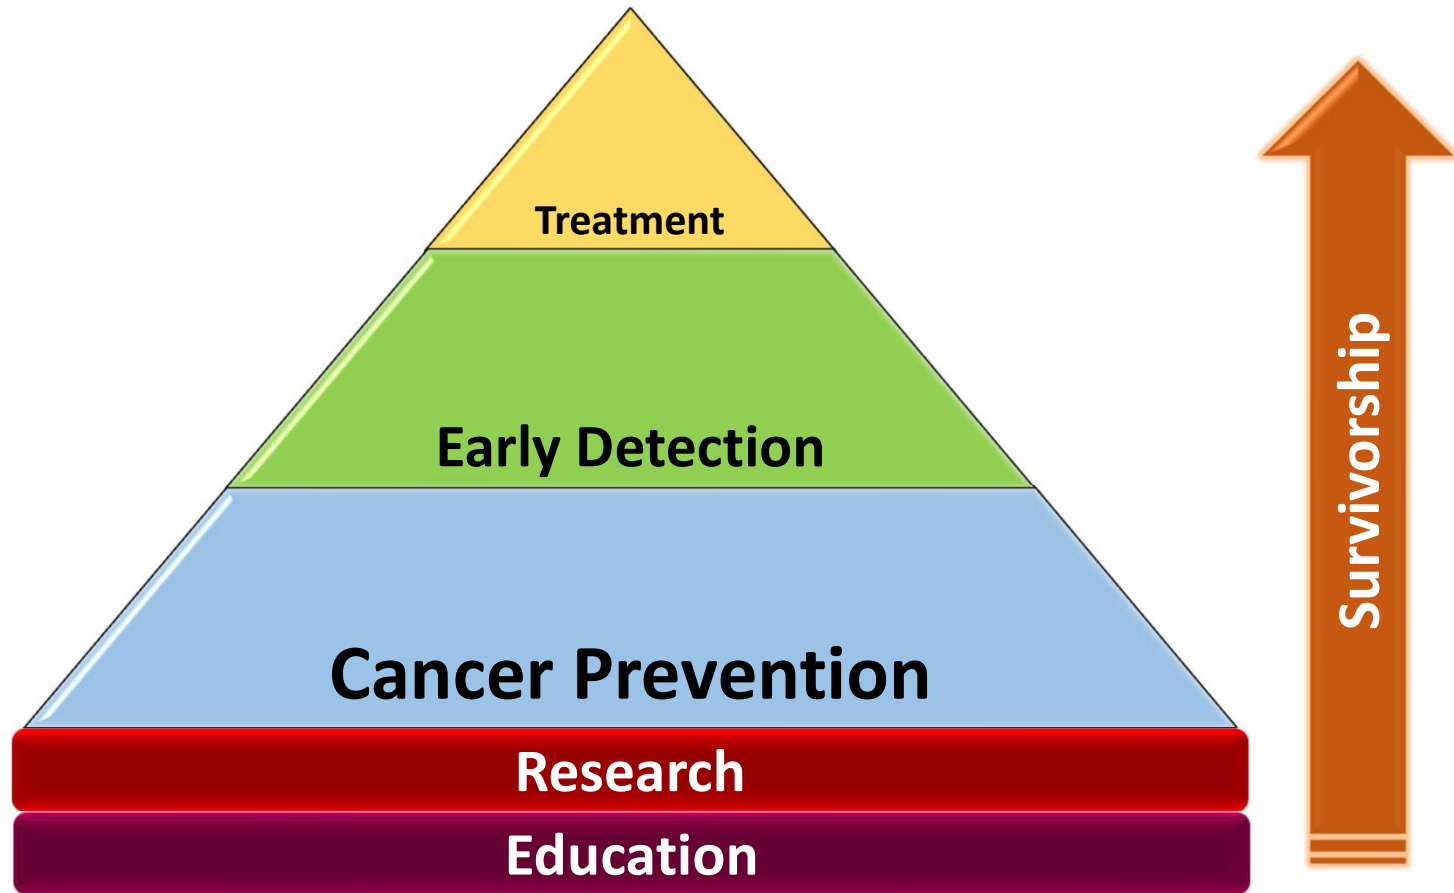 Treatment
Early Detection
Cancer Prevention
Research
Education
Survivorship